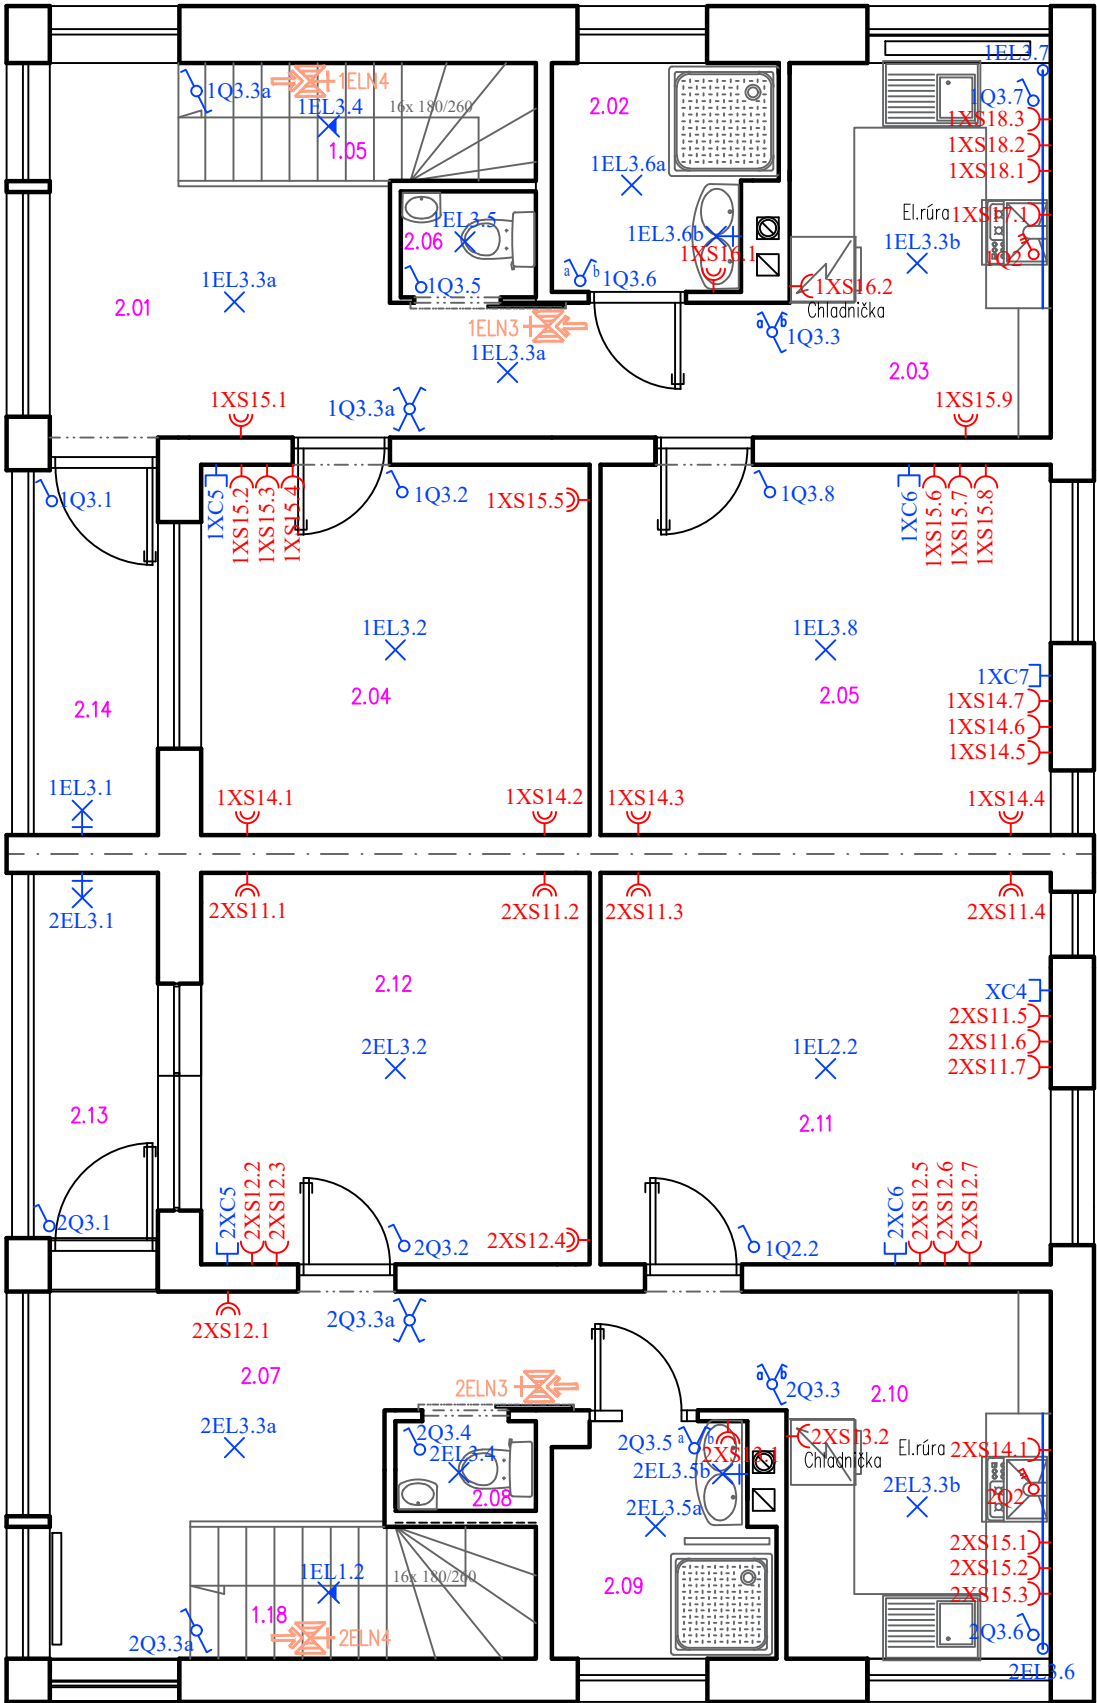 1EL3.7
1Q3.3a
1ELN4
1Q3.7
1EL3.4
16x 180/260
2.02
1XS18.3
1.05
1XS18.2
1EL3.6a
1XS18.1
1EL3.5
El.rúra
1XS17.1
2.06
1EL3.6b
1EL3.3b
1XS16.1
1Q2
1EL3.3a
1Q3.5
a
b
1Q3.6
1XS16.2
2.01
Chladnička
1ELN3
a
b
1Q3.3
1EL3.3a
2.03
1XS15.1
1Q3.3a
1XS15.9
1Q3.1
1XC5
1XS15.2
1XS15.3
1XS15.4
1Q3.2
1XS15.5
1Q3.8
1XC6
1XS15.6
1XS15.7
1XS15.8
1EL3.2
1EL3.8
2.14
2.04
2.05
1XC7
1XS14.7
1XS14.6
1XS14.5
1EL3.1
1XS14.1
1XS14.2
1XS14.3
1XS14.4
2EL3.1
2XS11.1
2XS11.2
2XS11.3
2XS11.4
2.12
XC4
2XS11.5
2EL3.2
1EL2.2
2XS11.6
2XS11.7
2.13
2.11
2Q3.1
2XC5
2XS12.2
2XS12.3
2Q3.2
2XS12.4
1Q2.2
2XC6
2XS12.5
2XS12.6
2XS12.7
2XS12.1
2Q3.3a
2.07
2ELN3
a
b
2Q3.3
2.10
2EL3.3a
2Q3.4
2Q3.5
a
b
2XS13.1
2XS13.2
El.rúra
2XS14.1
2EL3.4
2EL3.5b
Chladnička
2.08
2EL3.5a
2EL3.3b
2Q2
2XS15.1
2XS15.2
1EL1.2
16x 180/260
2.09
2XS15.3
1.18
2Q3.3a
2ELN4
2Q3.6
2EL3.6